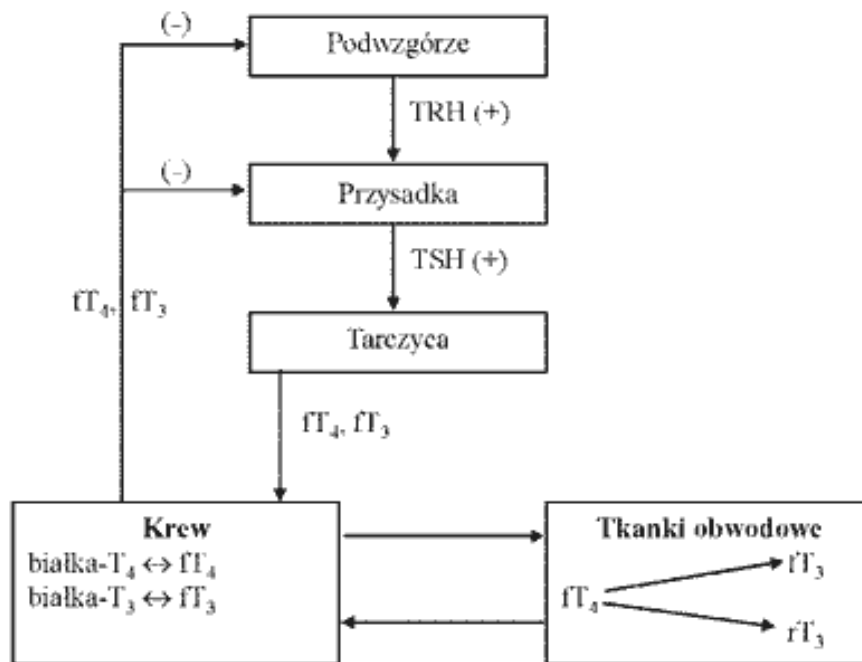 (-)
Podwzgórze
TRH (+)
(-)
Przysadka
TSH (+)
fT₄, fT₃
Tarczyca
fT₄, fT₃
Krew
białka-T₄ ↔ fT₄
białka-T₃ ↔ fT₃
Tkanki obwodowe
fT₃
fT₄
rT₃